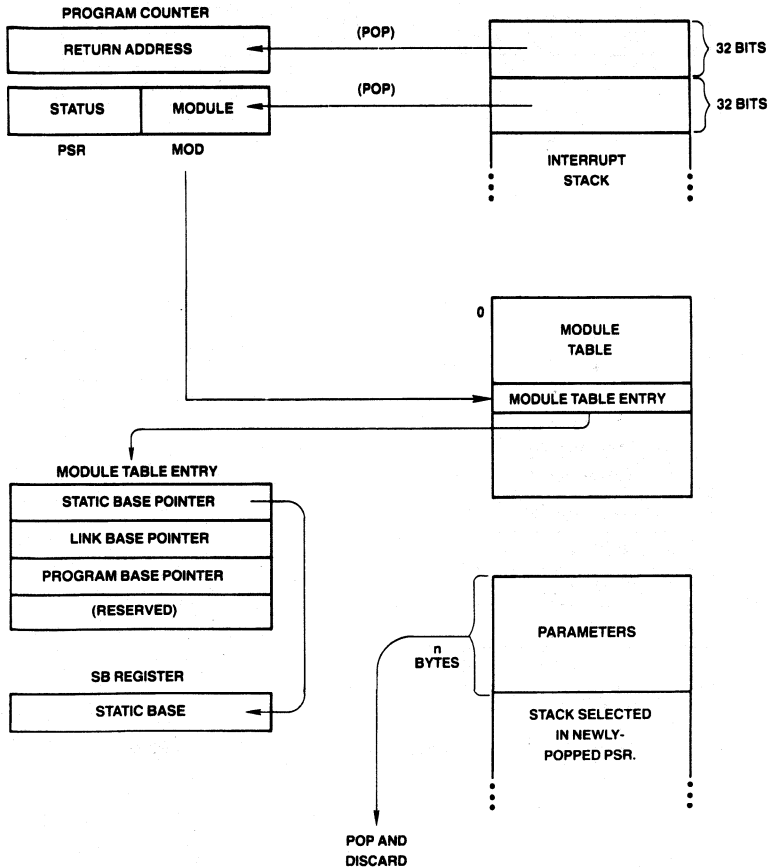 PROGRAM COUNTER
RETURN ADDRESS
(POP)
32 BITS
STATUS
MODULE
(POP)
32 BITS
PSR
MOD
INTERRUPT
STACK
0
MODULE
TABLE
MODULE TABLE ENTRY
MODULE TABLE ENTRY
STATIC BASE POINTER
LINK BASE POINTER
PROGRAM BASE POINTER
(RESERVED)
PARAMETERS
n
BYTES
SB REGISTER
STATIC BASE
STACK SELECTED
IN NEWLY-
POPPED PSR.
POP AND
DISCARD